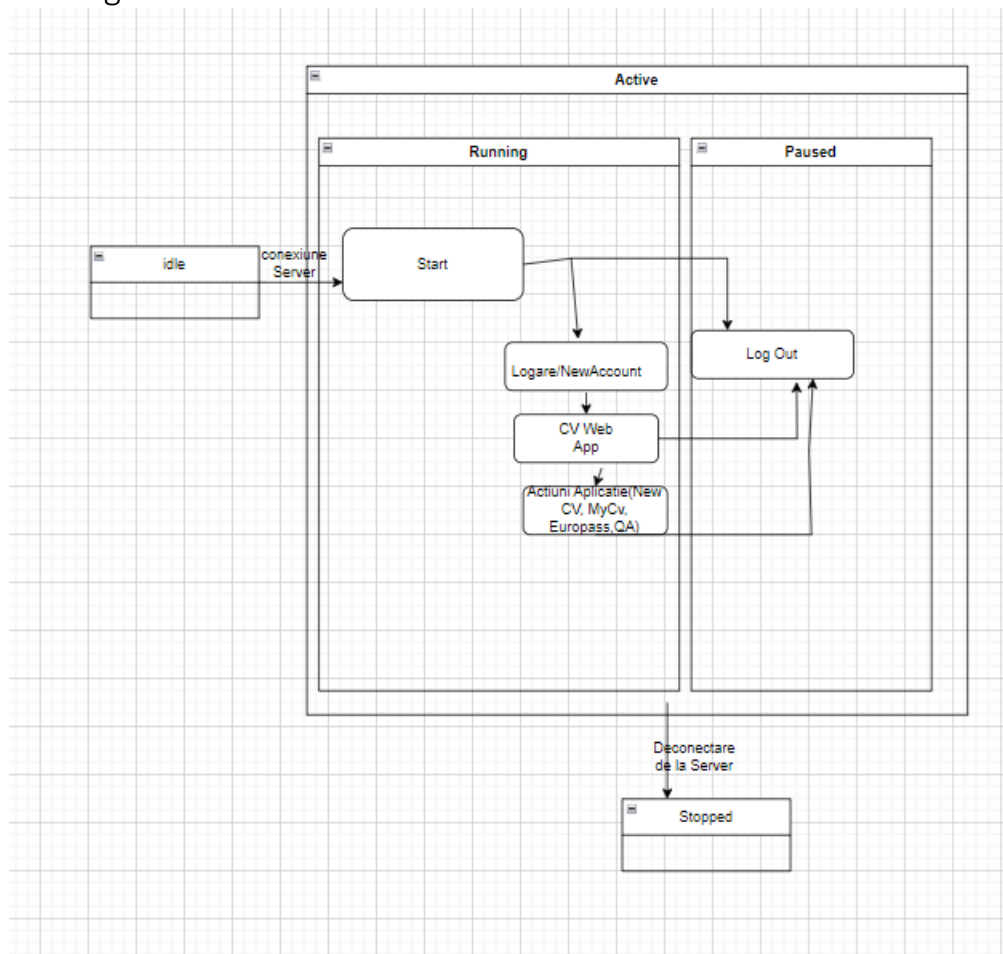 Active
Running
Paused
idle
conexiune
Server
Start
Log Out
Logare/NewAccount
CV Web
App
Actiuni Aplicatie(New
CV, MyCv,
Europass,QA)
Deconectare
de la Server
Stopped